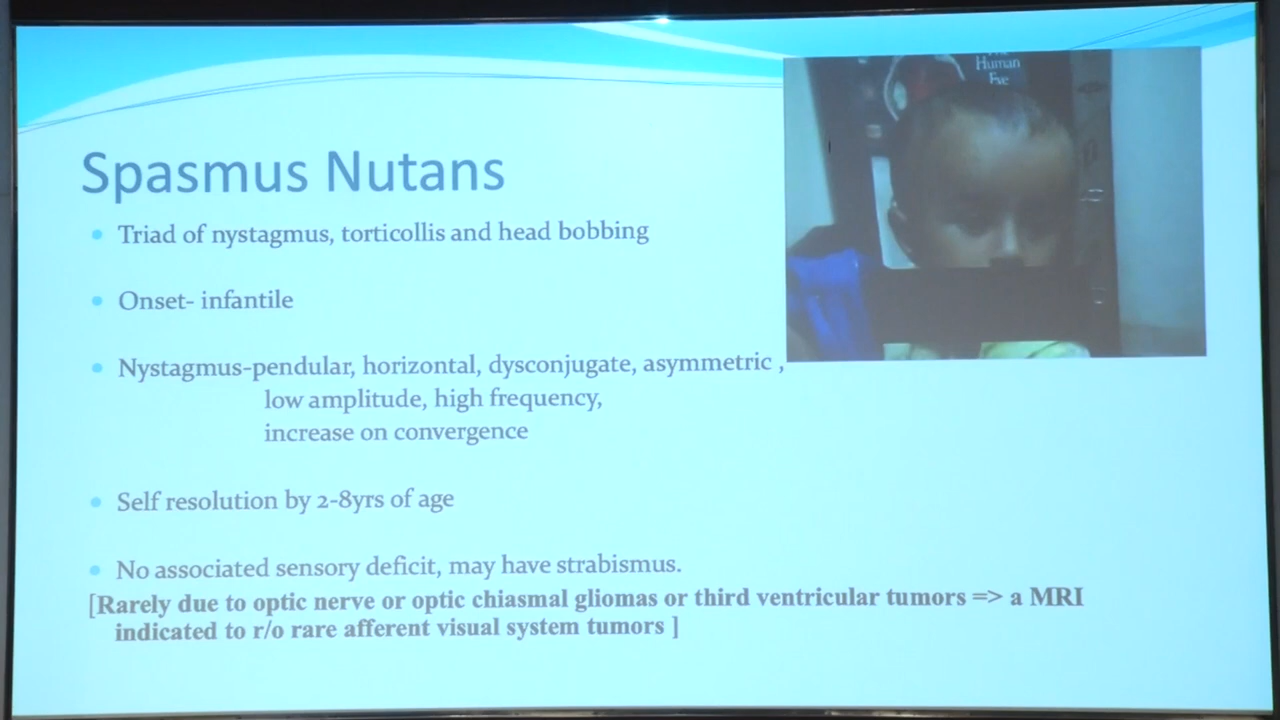 Human
Eye
Spasmus Nutans
Triad of nystagmus, torticollis and head bobbing
Onset- infantile
Nystagmus-pendular, horizontal, dysconjugate, asymmetric ,
low amplitude, high frequency,
increase on convergence
Self resolution by 2-8yrs of age
No associated sensory deficit, may have strabismus.
[Rarely due to optic nerve or optic chiasmal gliomas or third ventricular tumors => a MRI
indicated to r/o rare afferent visual system tumors ]